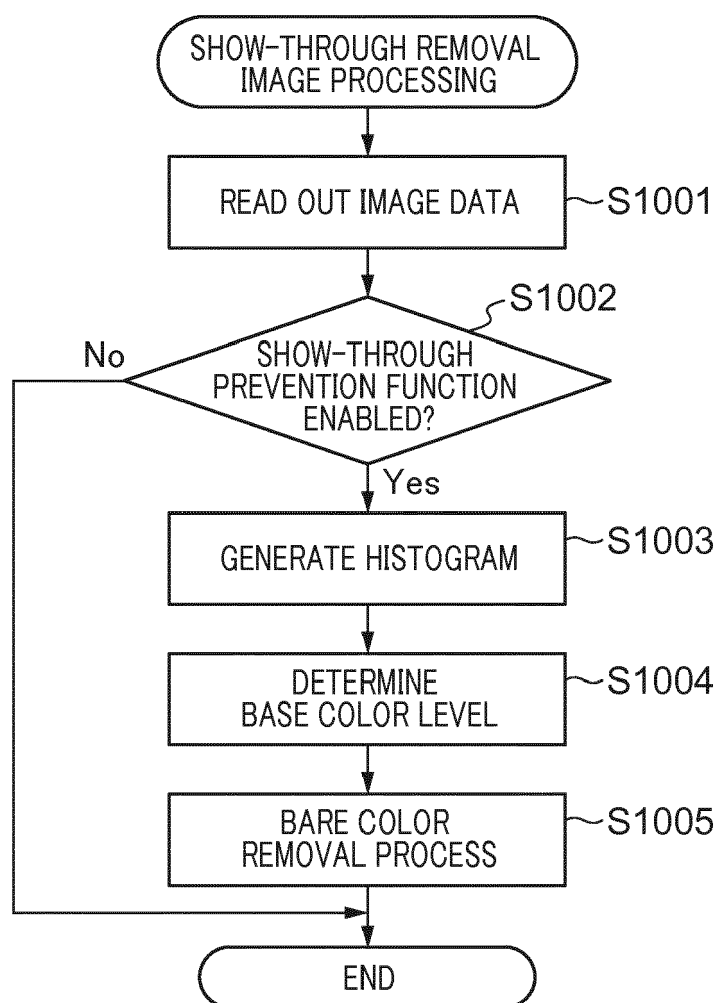 SHOW-THROUGH REMOVAL
IMAGE PROCESSING
READ OUT IMAGE DATA
S1001
S1002
No
SHOW-THROUGH
PREVENTION FUNCTION
ENABLED?
Yes
GENERATE HISTOGRAM
S1003
DETERMINE
BASE COLOR LEVEL
S1004
BARE COLOR
REMOVAL PROCESS
S1005
END